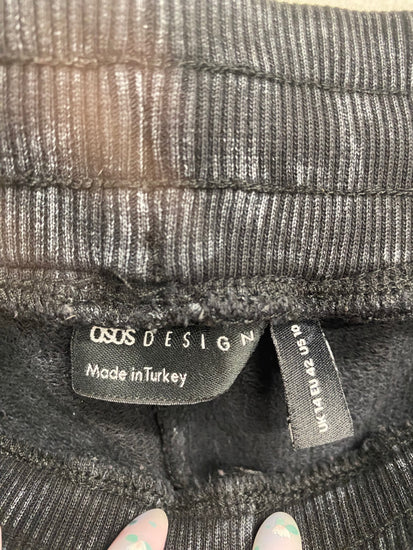 asos DESIGN
Made in Turkey
UK 14 EU 42 US 10